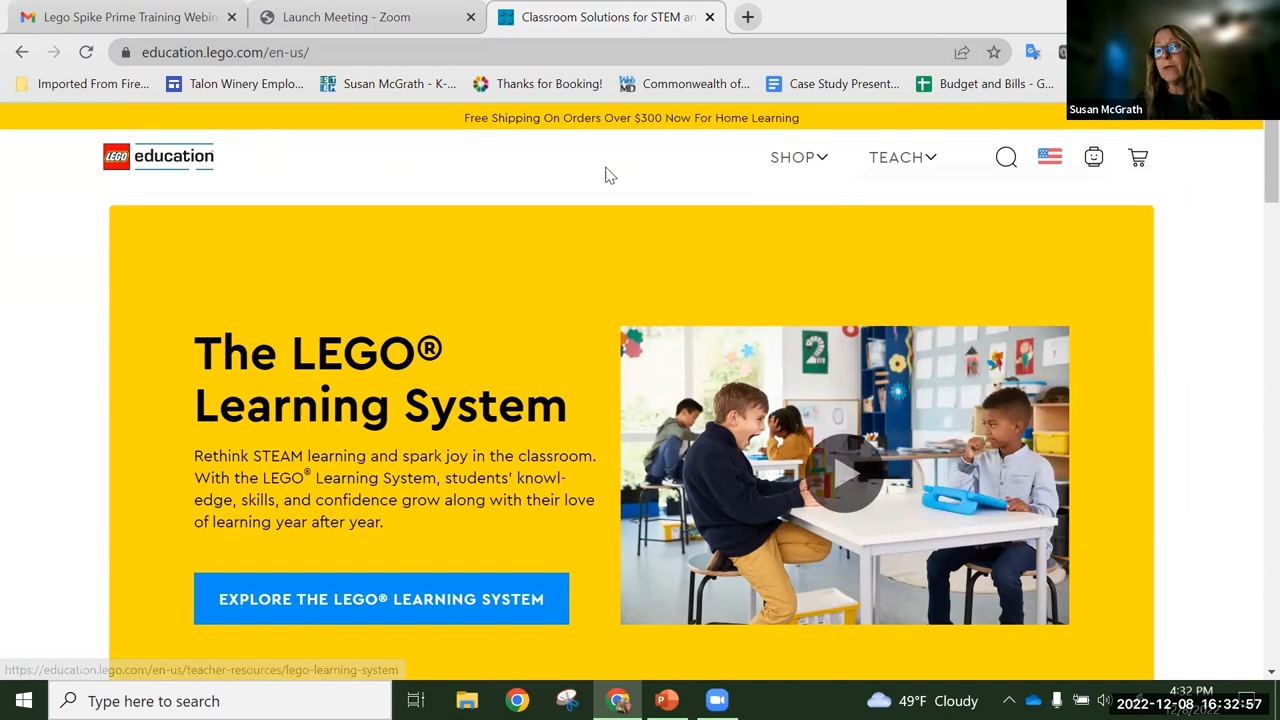 Lego Spike Prime Training Webin
Launch Meeting - Zoom
Classroom Solutions for STEM an
education.lego.com/en-us/
Imported From Fire...
Talon Winery Emplo...
Susan McGrath - K-...
Thanks for Booking!
Commonwealth of...
Case Study Present...
Budget and Bills - G...
Susan McGrath
Free Shipping On Orders Over $300 Now For Home Learning
LEGO education
SHOP
TEACH
2
The LEGO®
Learning System
Rethink STEAM learning and spark joy in the classroom.
With the LEGO® Learning System, students’ knowl-
edge, skills, and confidence grow along with their love
of learning year after year.
EXPLORE THE LEGO® LEARNING SYSTEM
https://education.lego.com/en-us/teacher-resources/lego-learning-system
Type here to search
49°F Cloudy
4:32 PM
2022-12-08 16:32:57